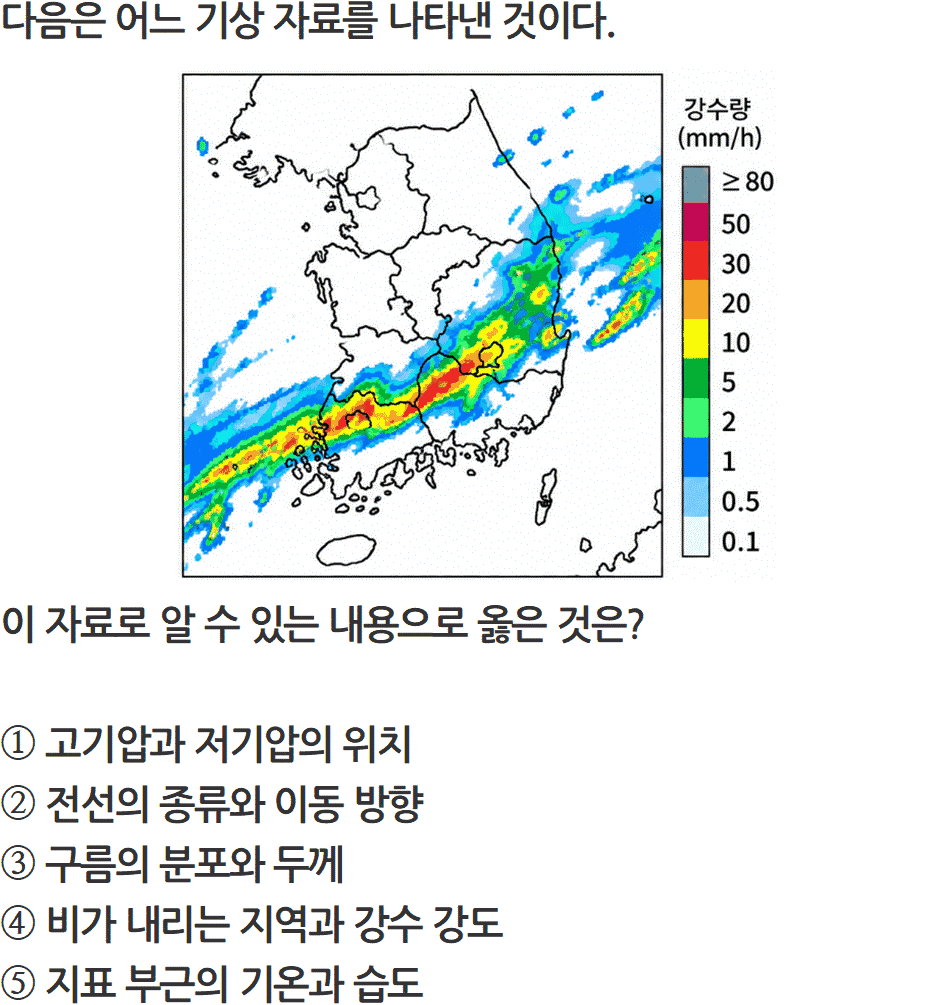 다음은 어느 기상 자료를 나타낸 것이다.
강수량
(mm/h)
≥80
50
30
20
10
5
2
1
0.5
0.1
이 자료로 알 수 있는 내용으로 옳은 것은?
① 고기압과 저기압의 위치
② 전선의 종류와 이동 방향
③ 구름의 분포와 두께
④ 비가 내리는 지역과 강수 강도
⑤ 지표 부근의 기온과 습도